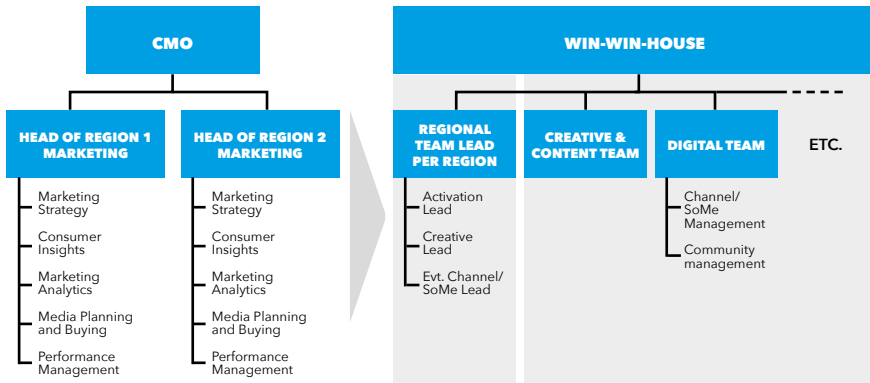 CMO
HEAD OF REGION 1
MARKETING
Marketing
Strategy
Consumer
Insights
Marketing
Analytics
Media Planning
and Buying
Performance
Management
HEAD OF REGION 2
MARKETING
Marketing
Strategy
Consumer
Insights
Marketing
Analytics
Media Planning
and Buying
Performance
Management
WIN-WIN-HOUSE
REGIONAL
TEAM LEAD
PER REGION
Activation
Lead
Creative
Lead
Evt. Channel/
SoMe Lead
CREATIVE &
CONTENT TEAM
DIGITAL TEAM
Channel/
SoMe
Management
Community
management
ETC.